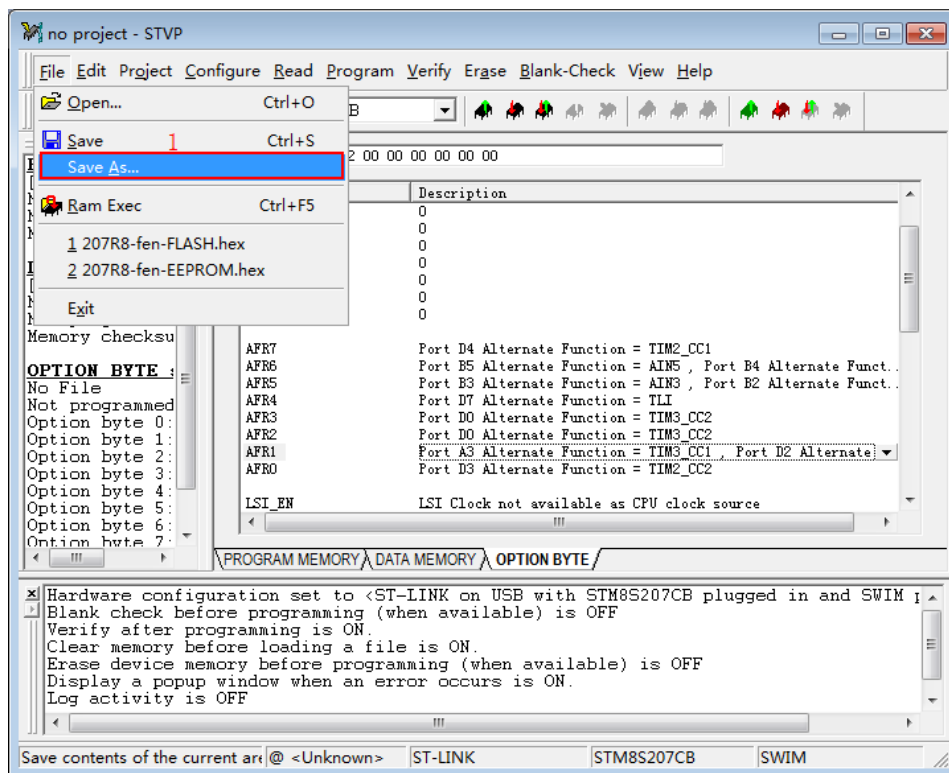 no project - STVP
File Edit Project Configure Read Program Verify Erase Blank-Check View Help
Open... Ctrl+O
Save 1 Ctrl+S
Save As...
Ram Exec Ctrl+F5
1 207R8-fen-FLASH.hex
2 207R8-fen-EEPROM.hex
Exit
2 00 00 00 00 00
Description
0
0
0
0
0
0
0
AFR7 Port D4 Alternate Function = TIM2_CC1
AFR6 Port B5 Alternate Function = AIN5 , Port B4 Alternate Funct..
AFR5 Port B3 Alternate Function = AIN3 , Port B2 Alternate Funct..
AFR4 Port D7 Alternate Function = TLI
AFR3 Port D0 Alternate Function = TIM3_CC2
AFR2 Port D0 Alternate Function = TIM3_CC2
AFR1 Port A3 Alternate Function = TIM3_CC1 , Port D2 Alternate
AFR0 Port D3 Alternate Function = TIM2_CC2
LSI_EN LSI Clock not available as CPU clock source
Memory checksu
OPTION BYTE
No File
Not programmed
Option byte 0:
Option byte 1:
Option byte 2:
Option byte 3:
Option byte 4:
Option byte 5:
Option byte 6:
Option byte 7:
PROGRAM MEMORY DATA MEMORY OPTION BYTE
Hardware configuration set to <ST-LINK on USB with STM8S207CB plugged in and SWIM
Blank check before programming (when available) is OFF
Verify after programming is ON.
Clear memory before loading a file is ON.
Erase device memory before programming (when available) is OFF
Display a popup window when an error occurs is ON.
Log activity is OFF
Save contents of the current are @ <Unknown> ST-LINK STM8S207CB SWIM